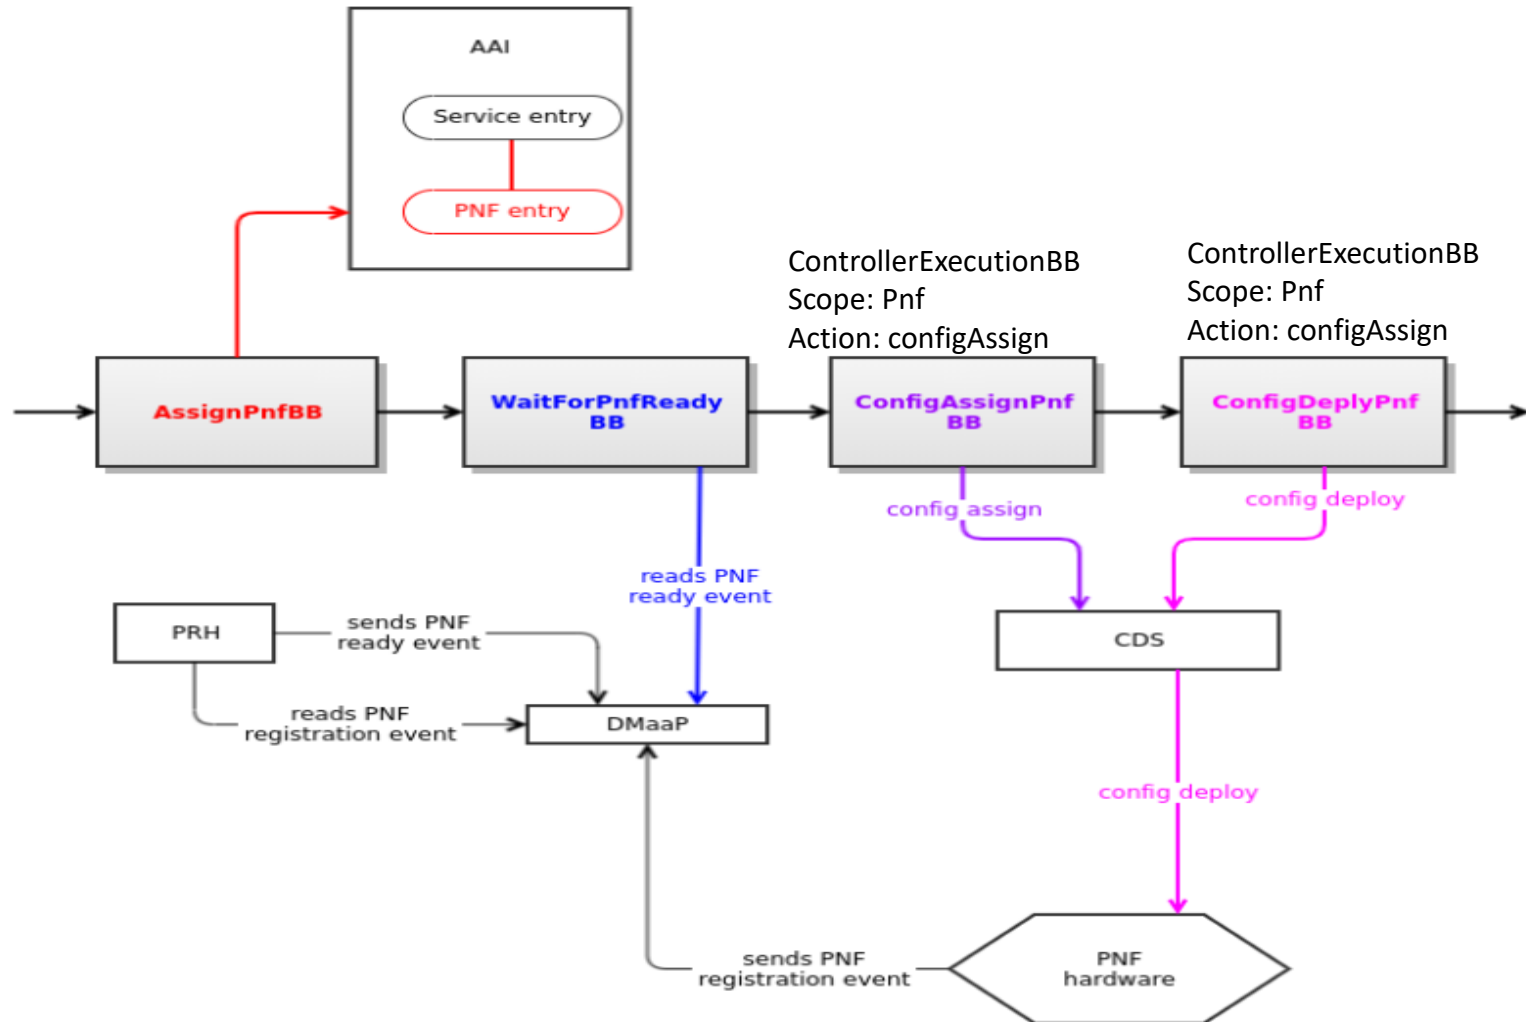 AAI
Service entry
PNF entry
ControllerExecutionBB
Scope: Pnf
Action: configAssign
ControllerExecutionBB
Scope: Pnf
Action: configAssign
AssignPnfBB
WaitForPnfReady
BB
ConfigAssignPnf
BB
ConfigDeplyPnf
BB
config assign
config deploy
reads PNF
ready event
PRH
sends PNF
ready event
CDS
reads PNF
registration event
DMaaP
config deploy
sends PNF
registration event
PNF
hardware